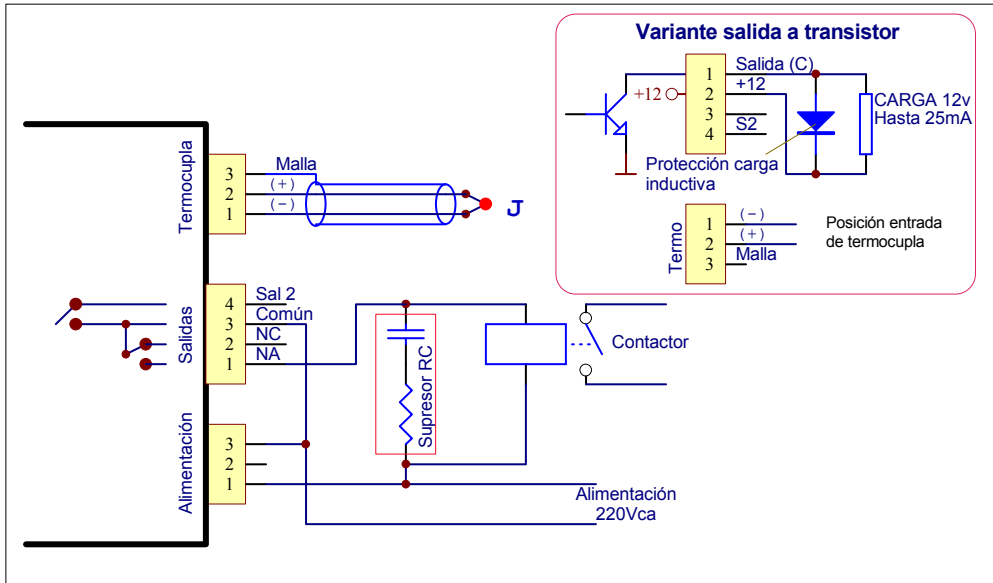 Variante salida a transistor
Salida (C)
1
+12
+12
2
3
S2
4
CARGA 12v
Hasta 25mA
Protección carga
inductiva
Termo
1
(-)
2
(+)
3
Malla
Posición entrada
de termocupla
Termocupla
3
Malla
2
(+)
1
(-)
J
Salidas
4
Sal 2
3
Común
2
NC
1
NA
Supresor RC
Contactor
Alimentación
3
2
1
Alimentación
220Vca